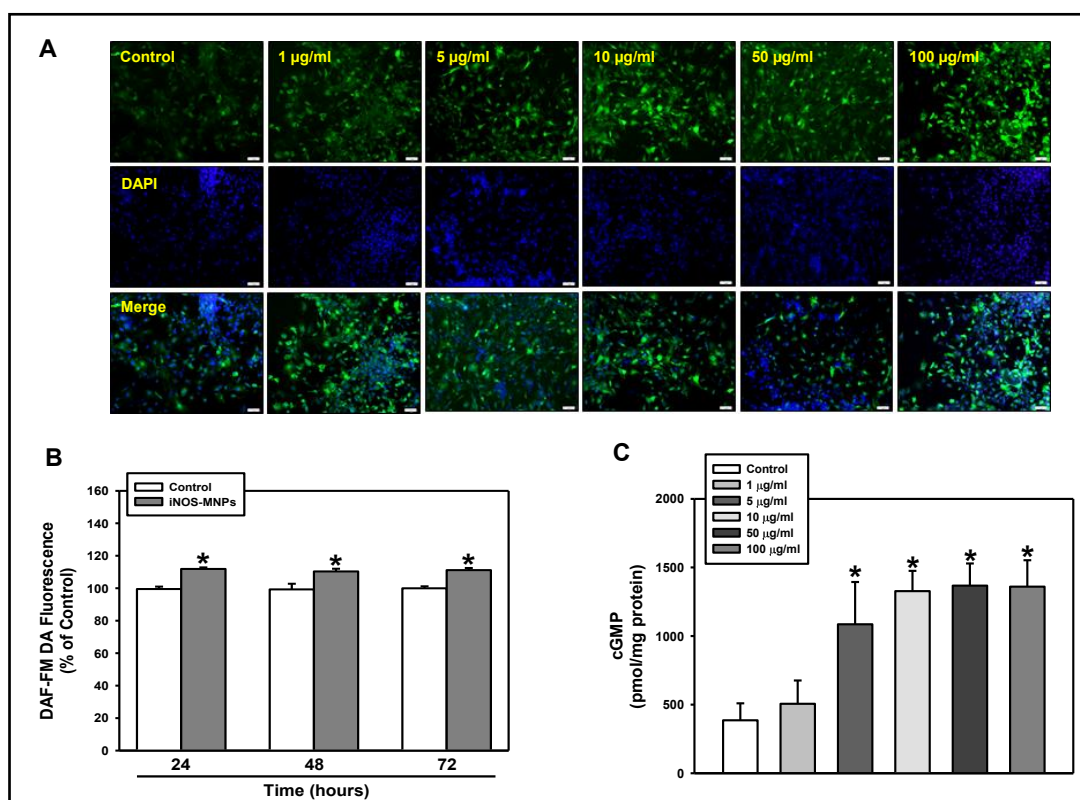 A
Control 1 µg/ml 5 µg/ml 10 µg/ml 50 µg/ml 100 µg/ml
DAPI
Merge
B
Control
iNOS-MNPs
DAF-FM DA Fluorescence
(% of Control)
160
140
120
100
80
60
40
20
0
* * *
24 48 72
Time (hours)
C
Control
1 µg/ml
5 µg/ml
10 µg/ml
50 µg/ml
100 µg/ml
cGMP
(pmol/mg protein)
2000
1500
1000
500
0
* * * *